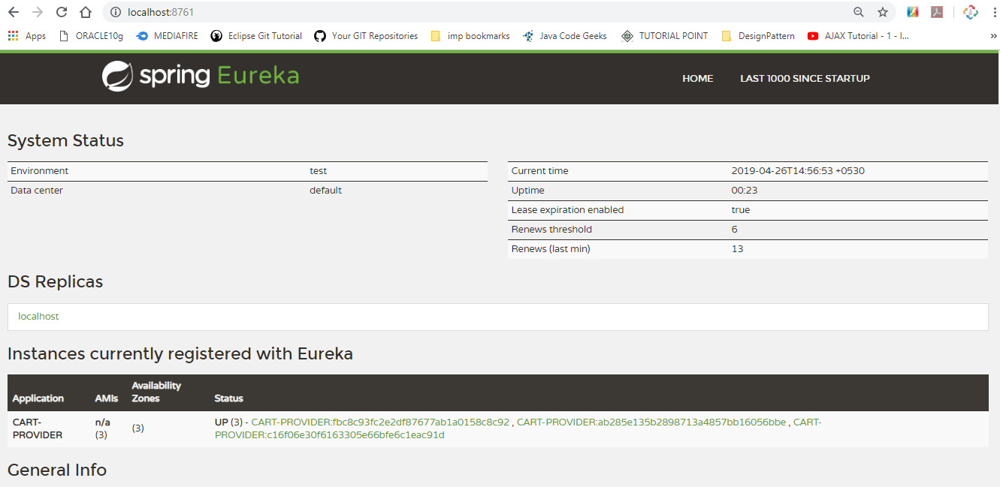 localhost:8761
Apps ORACLE10g MEDIAFIRE Eclipse Git Tutorial Your GIT Repositories imp bookmarks Java Code Geeks TUTORIAL POINT DesignPattern AJAX Tutorial - 1 - I... »
spring Eureka HOME LAST 1000 SINCE STARTUP
System Status
Environment test
Data center default
Current time 2019-04-26T14:56:53 +0530
Uptime 00:23
Lease expiration enabled true
Renews threshold 6
Renews (last min) 13
DS Replicas
localhost
Instances currently registered with Eureka
Application AMIs Availability Zones Status
CART-PROVIDER n/a (3) (3) UP (3) - CART-PROVIDER:fbc8c93fc2e2df87677ab1a0158c8c92 , CART-PROVIDER:ab285e135b2898713a4857bb16056bbe , CART-
PROVIDER:c16f06e30f6163305e66bfe6c1eac91d
General Info